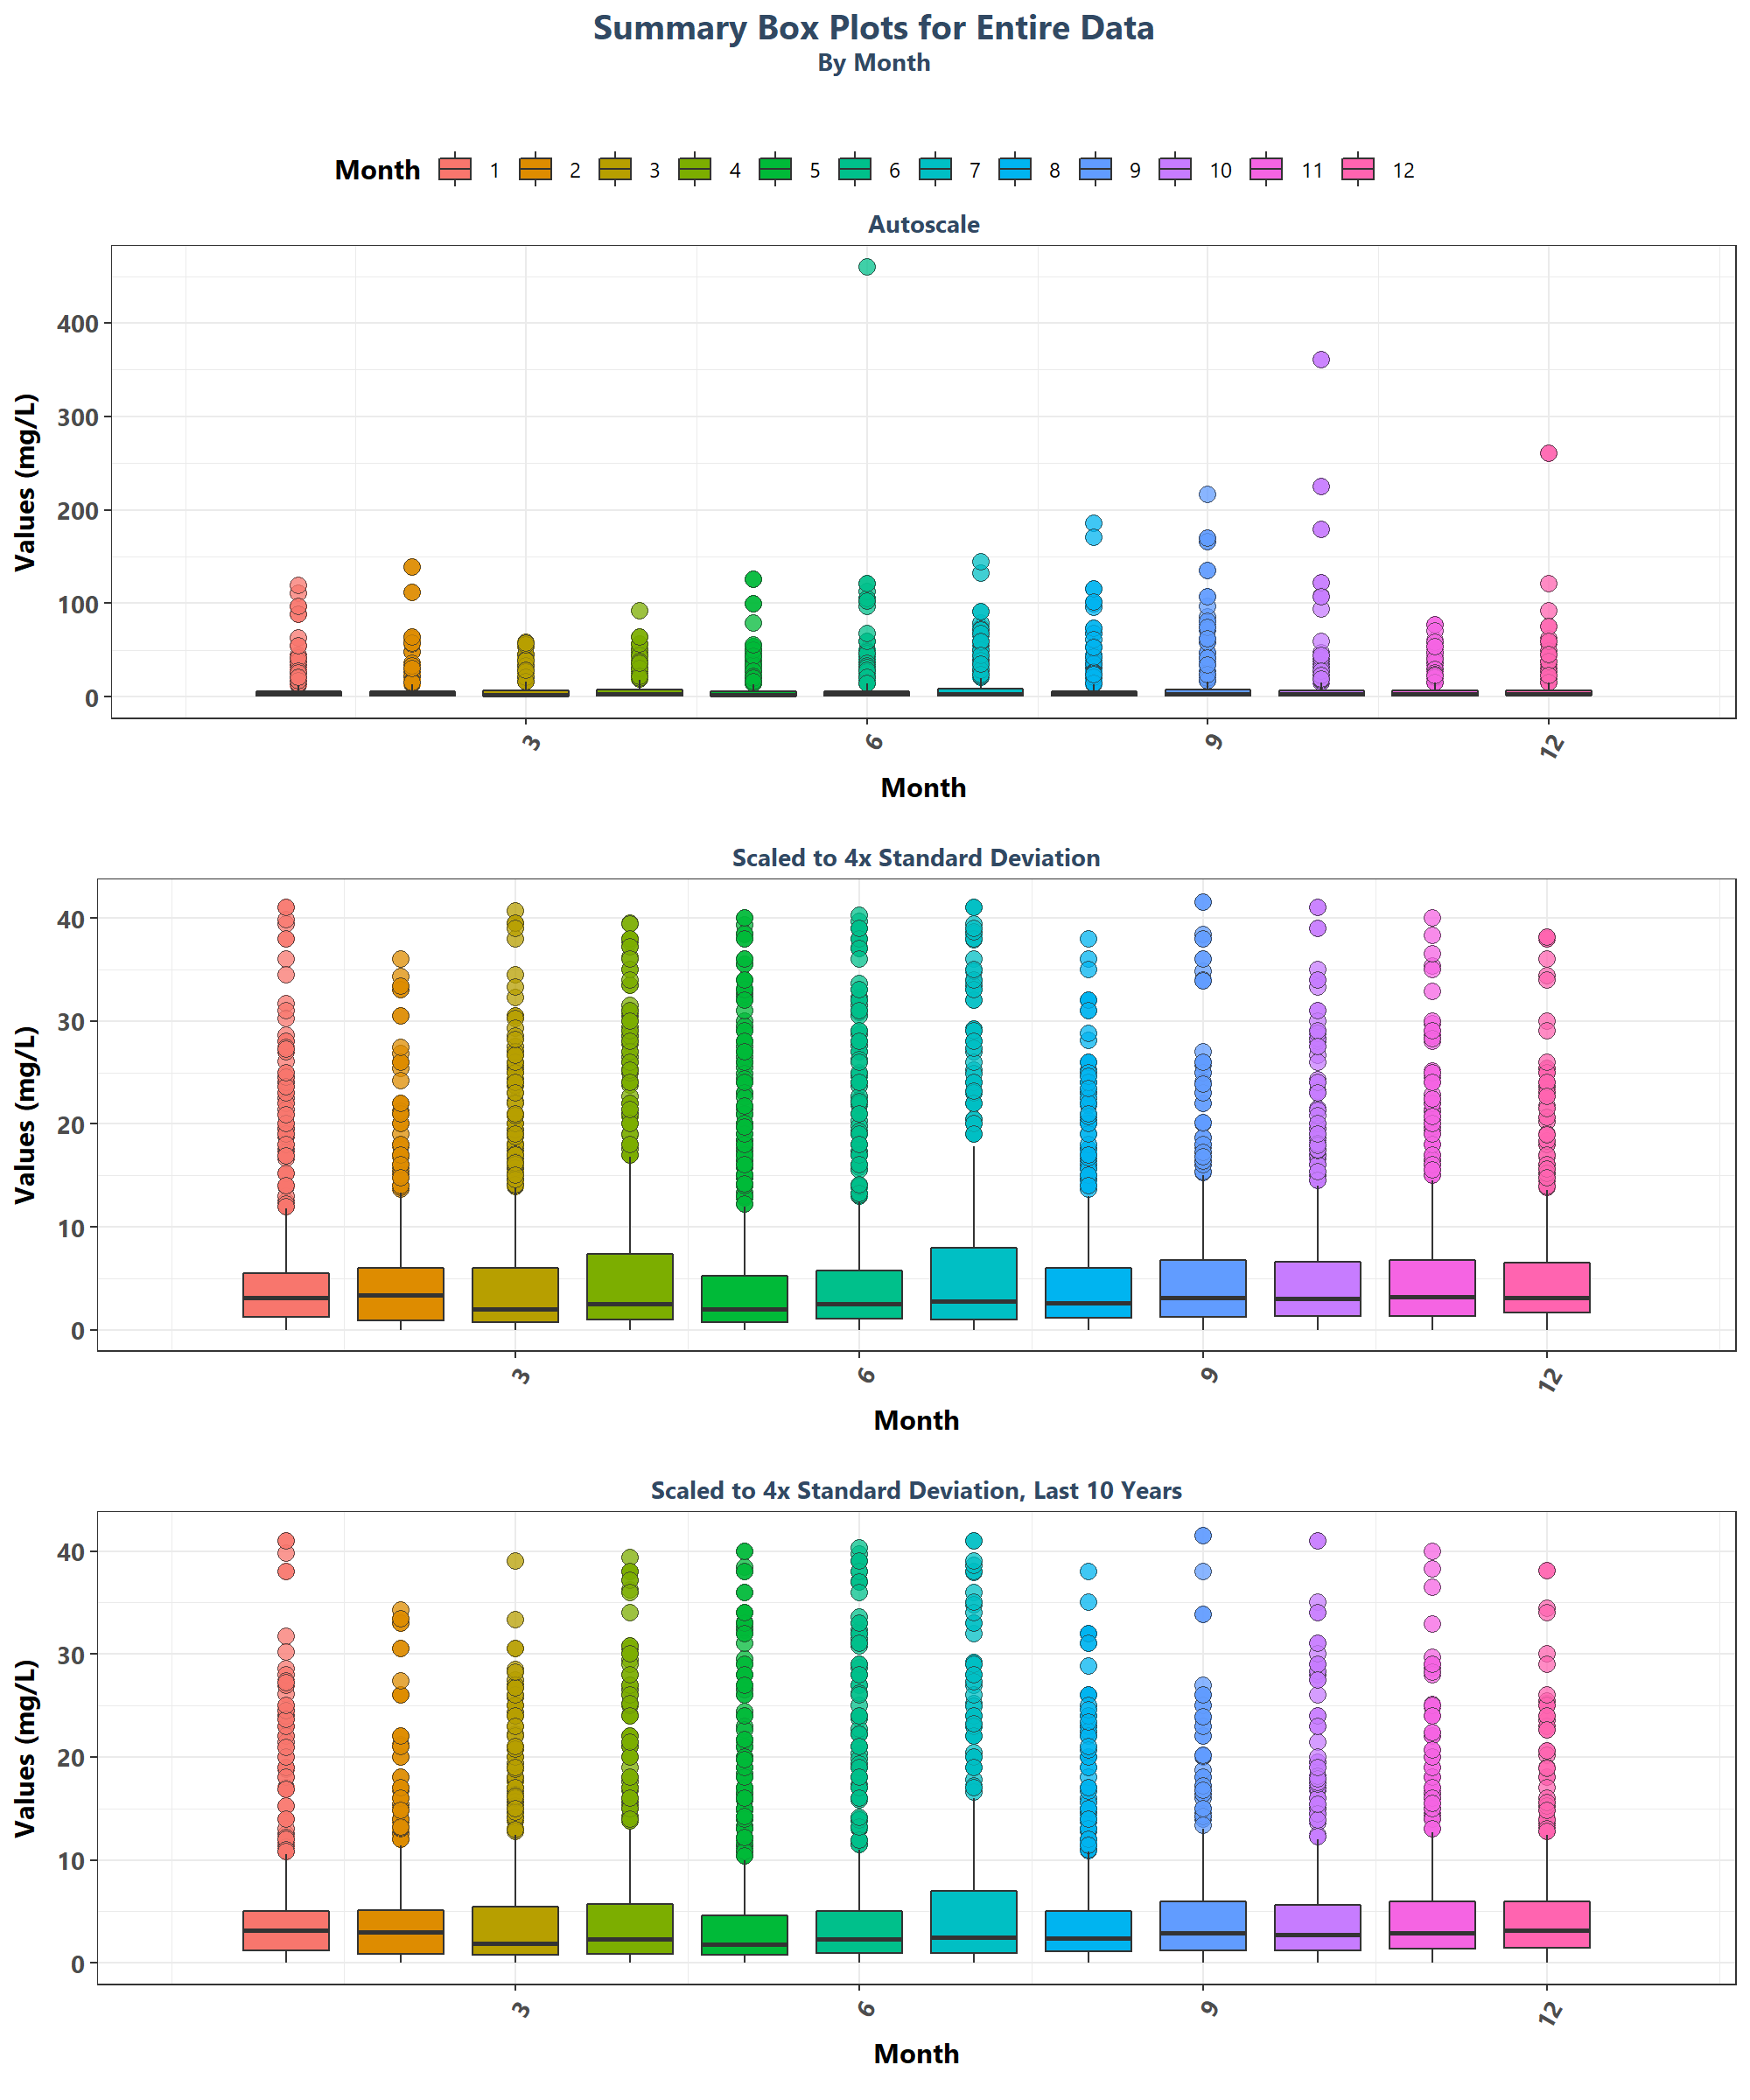 Summary Box Plots for Entire Data
By Month
Month 1 2 3 4 5 6 7 8 9 10 11 12
Autoscale
Values (mg/L)
400
300
200
100
0
3 6 9 12
Month
Scaled to 4x Standard Deviation
Values (mg/L)
40
30
20
10
0
3 6 9 12
Month
Scaled to 4x Standard Deviation, Last 10 Years
Values (mg/L)
40
30
20
10
0
3 6 9 12
Month